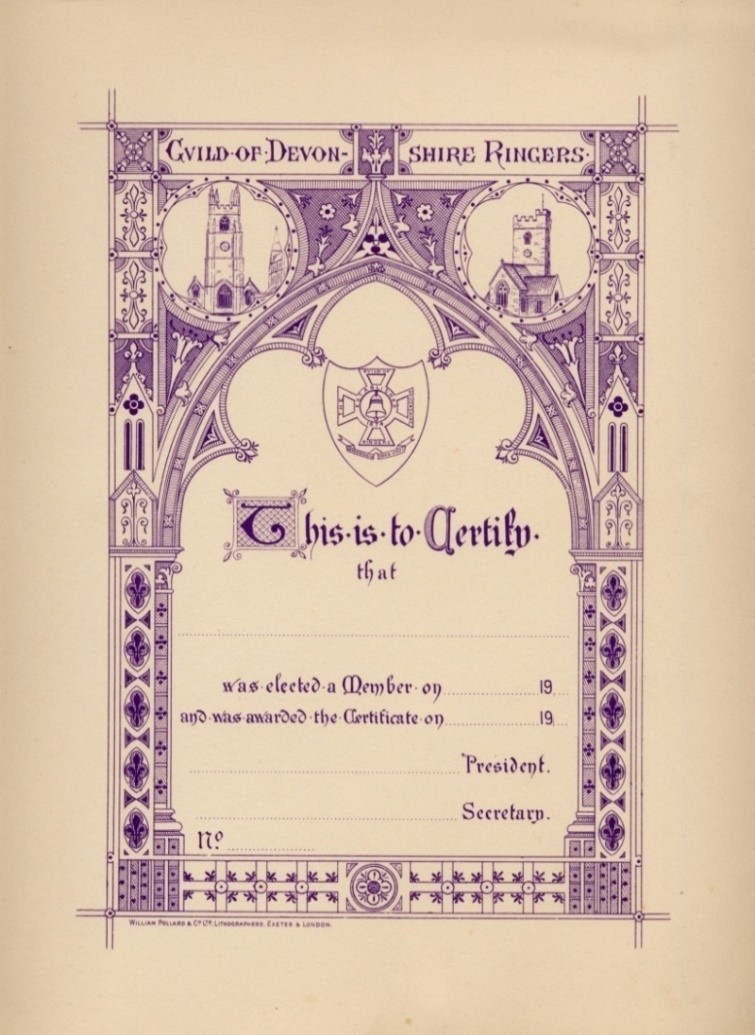 GVILD·OF·DEVON-SHIRE RINGERS·
This·is·to·Certify·
that
was·elected·a·Member·on 19
and·was·awarded·the·Certificate·on 19
President.
Secretary.
No
WILLIAM POLLARD & Co LTD. LITHOGRAPHERS, EXETER & LONDON.